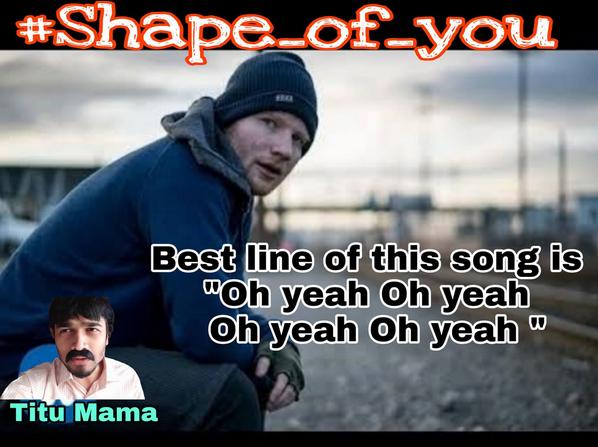 #Shape_of_you
Best line of this song is
"Oh yeah Oh yeah
Oh yeah Oh yeah "
Titu Mama